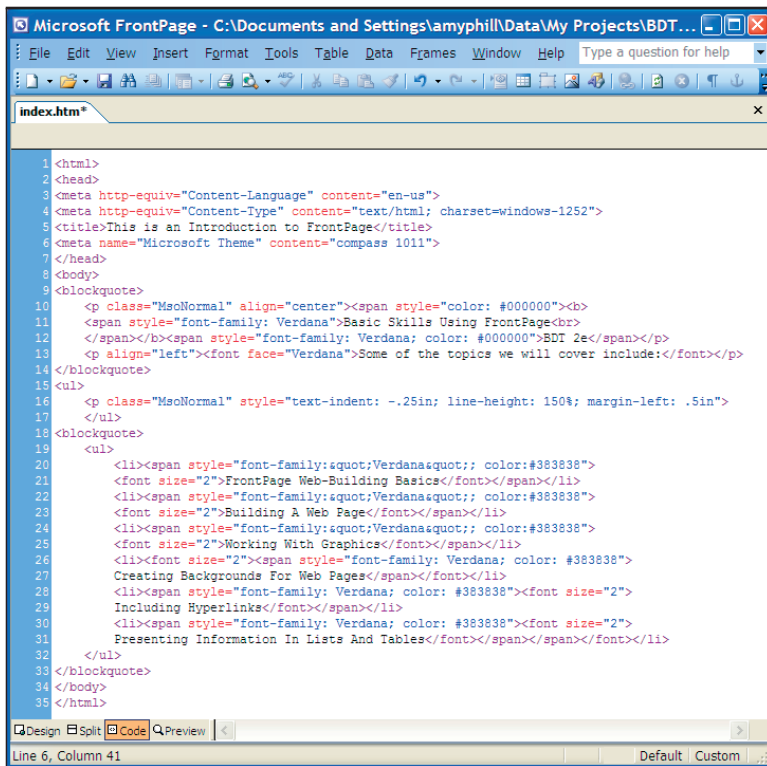 Microsoft FrontPage - C:\Documents and Settings\amyphill\Data\My Projects\BDT...
File Edit View Insert Format Tools Table Data Frames Window Help Type a question for help
index.htm*
1 <html>
2 <head>
3 <meta http-equiv="Content-Language" content="en-us">
4 <meta http-equiv="Content-Type" content="text/html; charset=windows-1252">
5 <title>This is an Introduction to FrontPage</title>
6 <meta name="Microsoft Theme" content="compass 1011">
7 </head>
8 <body>
9 <blockquote>
10 <p class="MsoNormal" align="center"><span style="color: #000000"><b>
11 <span style="font-family: Verdana">Basic Skills Using FrontPage<br>
12 </span></b><span style="font-family: Verdana; color: #000000">BDT 2e</span></p>
13 <p align="left"><font face="Verdana">Some of the topics we will cover include:</font></p>
14 </blockquote>
15 <ul>
16 <p class="MsoNormal" style="text-indent: -.25in; line-height: 150%; margin-left: .5in">
17 </ul>
18 <blockquote>
19 <ul>
20 <li><span style="font-family:&quot;Verdana&quot;; color:#383838">
21 <font size="2">FrontPage Web-Building Basics</font></span></li>
22 <li><span style="font-family:&quot;Verdana&quot;; color:#383838">
23 <font size="2">Building A Web Page</font></span></li>
24 <li><span style="font-family:&quot;Verdana&quot;; color:#383838">
25 <font size="2">Working With Graphics</font></span></li>
26 <li><font size="2"><span style="font-family: Verdana; color: #383838">
27 Creating Backgrounds For Web Pages</span></font></li>
28 <li><span style="font-family: Verdana; color: #383838"><font size="2">
29 Including Hyperlinks</font></span></li>
30 <li><span style="font-family: Verdana; color: #383838"><font size="2">
31 Presenting Information In Lists And Tables</font></span></span></font></li>
32 </ul>
33 </blockquote>
34 </body>
35 </html>
Design Split Code Preview
Line 6, Column 41 Default Custom